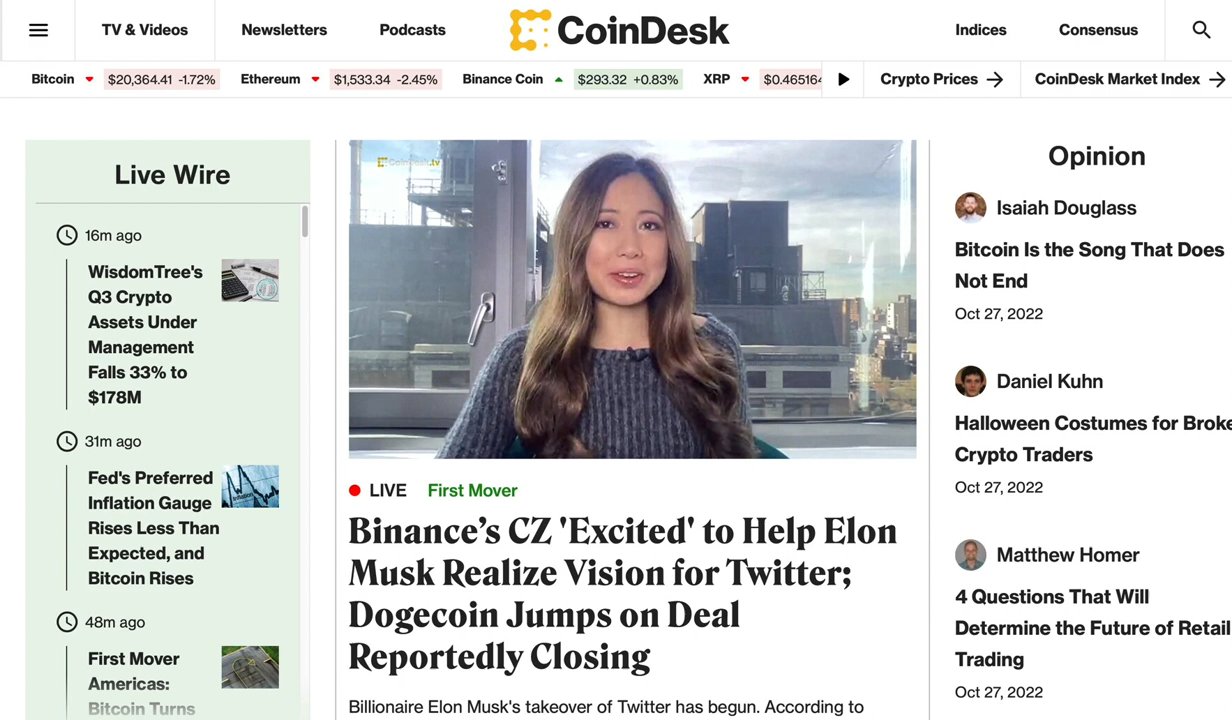 TV & Videos
Newsletters
Podcasts
CoinDesk
Indices
Consensus
Bitcoin $20,364.41 -1.72%
Ethereum $1,533.34 -2.45%
Binance Coin $293.32 +0.83%
XRP $0.465164
Crypto Prices
CoinDesk Market Index
Live Wire
16m ago
WisdomTree's
Q3 Crypto
Assets Under
Management
Falls 33% to
$178M
31m ago
Fed's Preferred
Inflation Gauge
Rises Less Than
Expected, and
Bitcoin Rises
48m ago
First Mover
Americas:
Bitcoin Turns
CoinDesk.tv
LIVE First Mover
Binance’s CZ 'Excited' to Help Elon
Musk Realize Vision for Twitter;
Dogecoin Jumps on Deal
Reportedly Closing
Billionaire Elon Musk's takeover of Twitter has begun. According to
Opinion
Isaiah Douglass
Bitcoin Is the Song That Does
Not End
Oct 27, 2022
Daniel Kuhn
Halloween Costumes for Broke
Crypto Traders
Oct 27, 2022
Matthew Homer
4 Questions That Will
Determine the Future of Retail
Trading
Oct 27, 2022